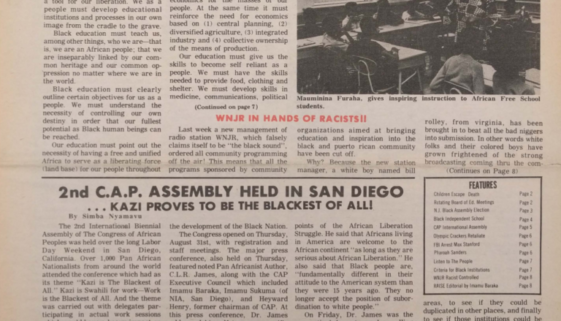 a tool for our liberation. We as a
people must develop educational
institutions and processes in our own
image from the cradle to the grave.
Black education must teach us,
among other things, who we are—that
is, we are an African people; that we
are inseparably linked by our com-
mon heritage and our common op-
pression no matter where we are in
the world.
Black education must clearly
outline certain objectives for us as a
people. We must understand the
necessity of controlling our own
destiny in order that our fullest
potential as Black human beings can
be reached.
Our education must point out the
necessity of having a free and unified
Africa to serve as a liberating force
(land base) for our people throughout
people. At the same time it must
reinforce the need for economics
based on (1) central planning, (2)
diversified agriculture, (3) integrated
industry and (4) collective ownership
of the means of production.
Our education must give us the
skills to become self reliant as a
people. We must have the skills
needed to provide food, clothing and
shelter. We must develop skills in
medicine, communications, political
(Continued on page 7)
Mauminina Furaha, gives inspiring instruction to African Free School
students.
WNJR IN HANDS OF RACISTS!!
Last week a new management of
radio station WNJR, which falsely
claims itself to be "the black sound",
ordered all community programming
off the air! This means that all the
programs sponsored by community
organizations aimed at bringing
education and inspiration into the
black and puerto rican community
have been cut off.
Why? Because the new station
manager, a white boy named bill
rolley, from virginia, has been
brought in to beat all the bad niggers
into submission. In other words white
folks and their colored boys have
grown frightened of the strong
broadcasting coming thru the com-
(Continues on Page 8)
2nd C.A.P. ASSEMBLY HELD IN SAN DIEGO
. . . KAZI PROVES TO BE THE BLACKEST OF ALL!
By Simba Nyamavu
The 2nd International Biennial
Assembly of The Congress of African
Peoples was held over the long Labor
Day Weekend in San Diego,
California. Over 1,000 Pan African
Nationalists from around the world
attended the conference which had as
its theme "Kazi is The Blackest of
All." Kazi is Swahili for work—Work
is the Blackest of All. And the theme
was carried out with delegates par-
ticipating in actual work sessions
the development of the Black Nation.
The Congress opened on Thursday,
August 31st, with registration and
staff meetings. The major press
conference, also held on Thursday,
featured noted Pan Africanist Author,
C.L.R. James, along with the CAP
Executive Council which included
Imamu Baraka, Imamu Sukumu (of
NIA, San Diego), and Heyward
Henry, former chairman of CAP. At
this press conference, Dr. James
points of the African Liberation
Struggle. He said that Africans living
in America are welcome to the
African continent "as long as they are
serious about African Liberation." He
also said that Black people are,
"fundamentally different in their
attitude to the American system than
they were 15 years ago. They no
longer accept the position of subor-
dination to white people."
On Friday, Dr. James was the
FEATURES
Children Escape Death Page 2
N.J. Black Assembly Election Page 3
Black Independent School Page 4
CAP International Assembly Page 5
Pharoah Sanders Page 6
Listen to The People Page 7
Criteria for Black Institutions Page 7
WNJR Racist Controlled Page 8
KAISE Editorial by Imamu Baraka Page 8
areas, to see if they could be
duplicated in other places, and finally
to see if those institutions could be